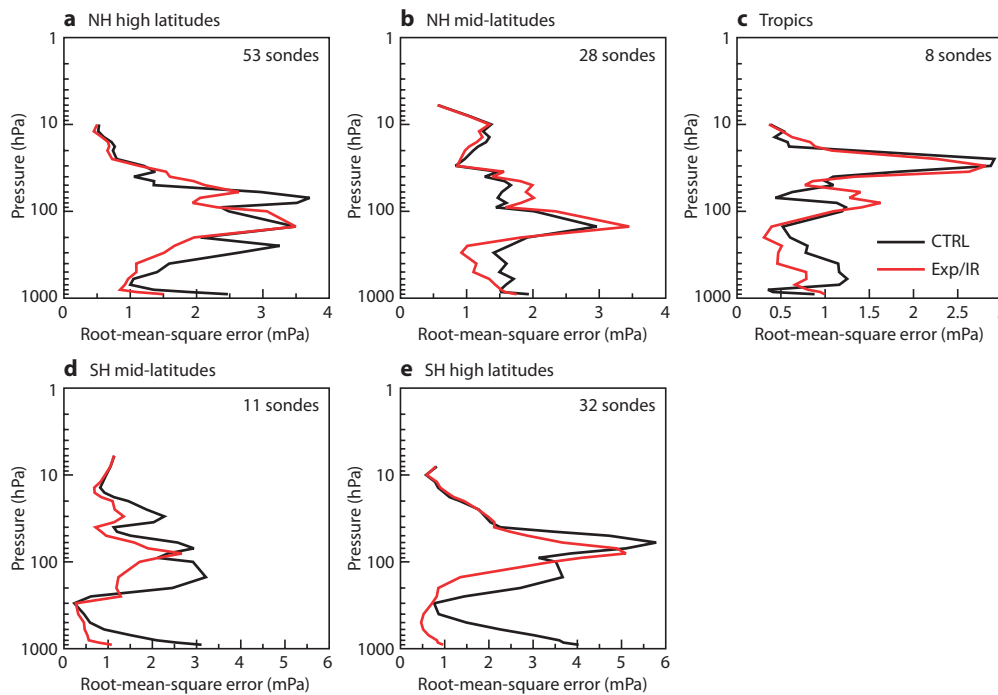 a NH high latitudes
53 sondes
Pressure (hPa)
1
10
100
1000
0 1 2 3 4
Root-mean-square error (mPa)
b NH mid-latitudes
28 sondes
Pressure (hPa)
1
10
100
1000
0 1 2 3 4
Root-mean-square error (mPa)
c Tropics
8 sondes
Pressure (hPa)
1
10
100
1000
CTRL
Exp/IR
0 0.5 1 1.5 2 2.5
Root-mean-square error (mPa)
d SH mid-latitudes
11 sondes
Pressure (hPa)
1
10
100
1000
0 1 2 3 4 5 6
Root-mean-square error (mPa)
e SH high latitudes
32 sondes
Pressure (hPa)
1
10
100
1000
0 1 2 3 4 5 6
Root-mean-square error (mPa)